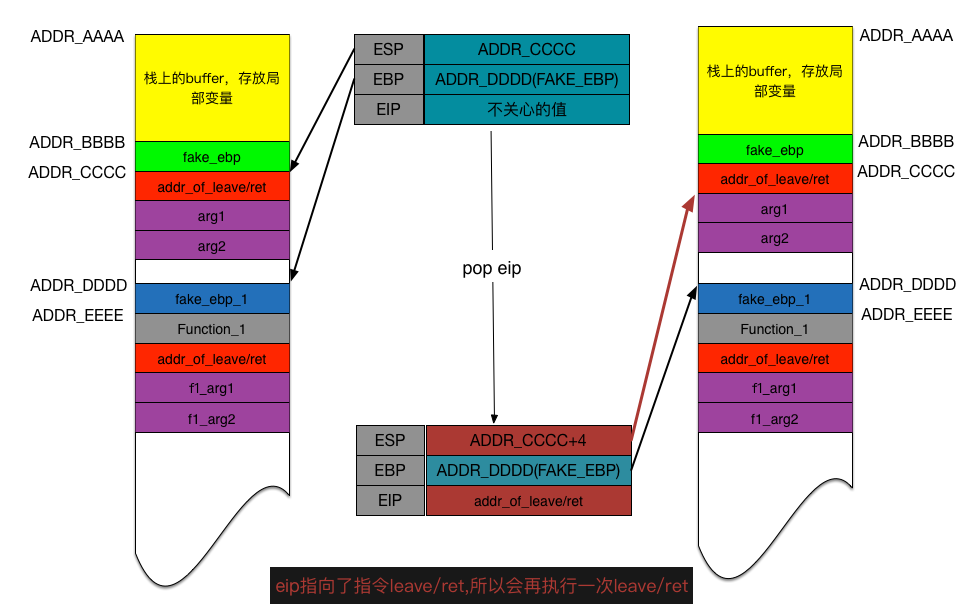 ADDR_AAAA
栈上的buffer，存放局
部变量
ADDR_BBBB
fake_ebp
ADDR_CCCC
addr_of_leave/ret
arg1
arg2
ADDR_DDDD
fake_ebp_1
ADDR_EEEE
Function_1
addr_of_leave/ret
f1_arg1
f1_arg2
ESP ADDR_CCCC
EBP ADDR_DDDD(FAKE_EBP)
EIP 不关心的值
pop eip
ESP ADDR_CCCC+4
EBP ADDR_DDDD(FAKE_EBP)
EIP addr_of_leave/ret
ADDR_AAAA
栈上的buffer，存放局
部变量
ADDR_BBBB
fake_ebp
ADDR_CCCC
addr_of_leave/ret
arg1
arg2
ADDR_DDDD
fake_ebp_1
ADDR_EEEE
Function_1
addr_of_leave/ret
f1_arg1
f1_arg2
eip指向了指令leave/ret,所以会再执行一次leave/ret